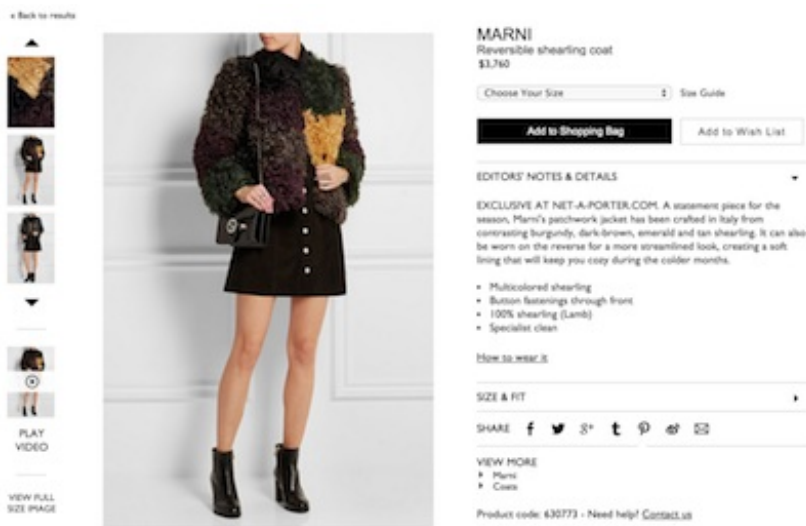 « Back to results
MARNI
Reversible shearling coat
$3,760
Choose Your Size
Size Guide
Add to Shopping Bag
Add to Wish List
EDITORS' NOTES & DETAILS
EXCLUSIVE AT NET-A-PORTER.COM. A statement piece for the
season, Marni's patchwork jacket has been crafted in Italy from
contrasting burgundy, dark-brown, emerald and tan shearling. It can also
be worn on the reverse for a more streamlined look, creating a soft
lining that will keep you cozy during the colder months.
• Multicolored shearling
• Button fastenings through front
• 100% shearling (Lamb)
• Specialist clean
How to wear it
SIZE & FIT
SHARE
VIEW MORE
Marni
Coats
Product code: 630773 - Need help? Contact us
PLAY
VIDEO
VIEW FULL
SIZE IMAGE